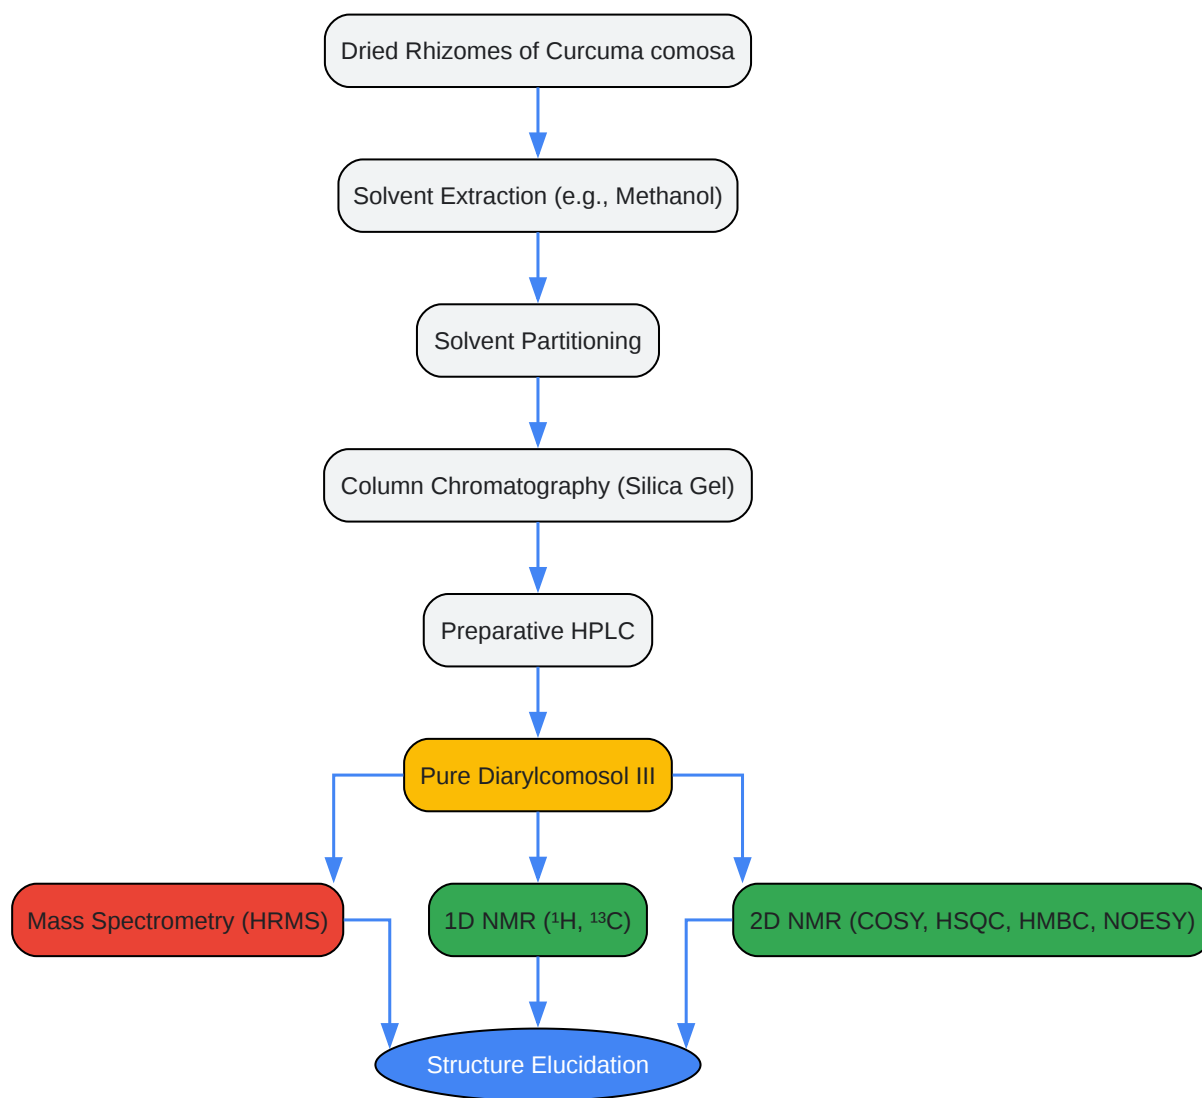 Dried Rhizomes of Curcuma comosa
Solvent Extraction (e.g., Methanol)
Solvent Partitioning
Column Chromatography (Silica Gel)
Preparative HPLC
Pure Diarylcomosol III
Mass Spectrometry (HRMS)
1D NMR (¹H, ¹³C)
2D NMR (COSY, HSQC, HMBC, NOESY)
Structure Elucidation